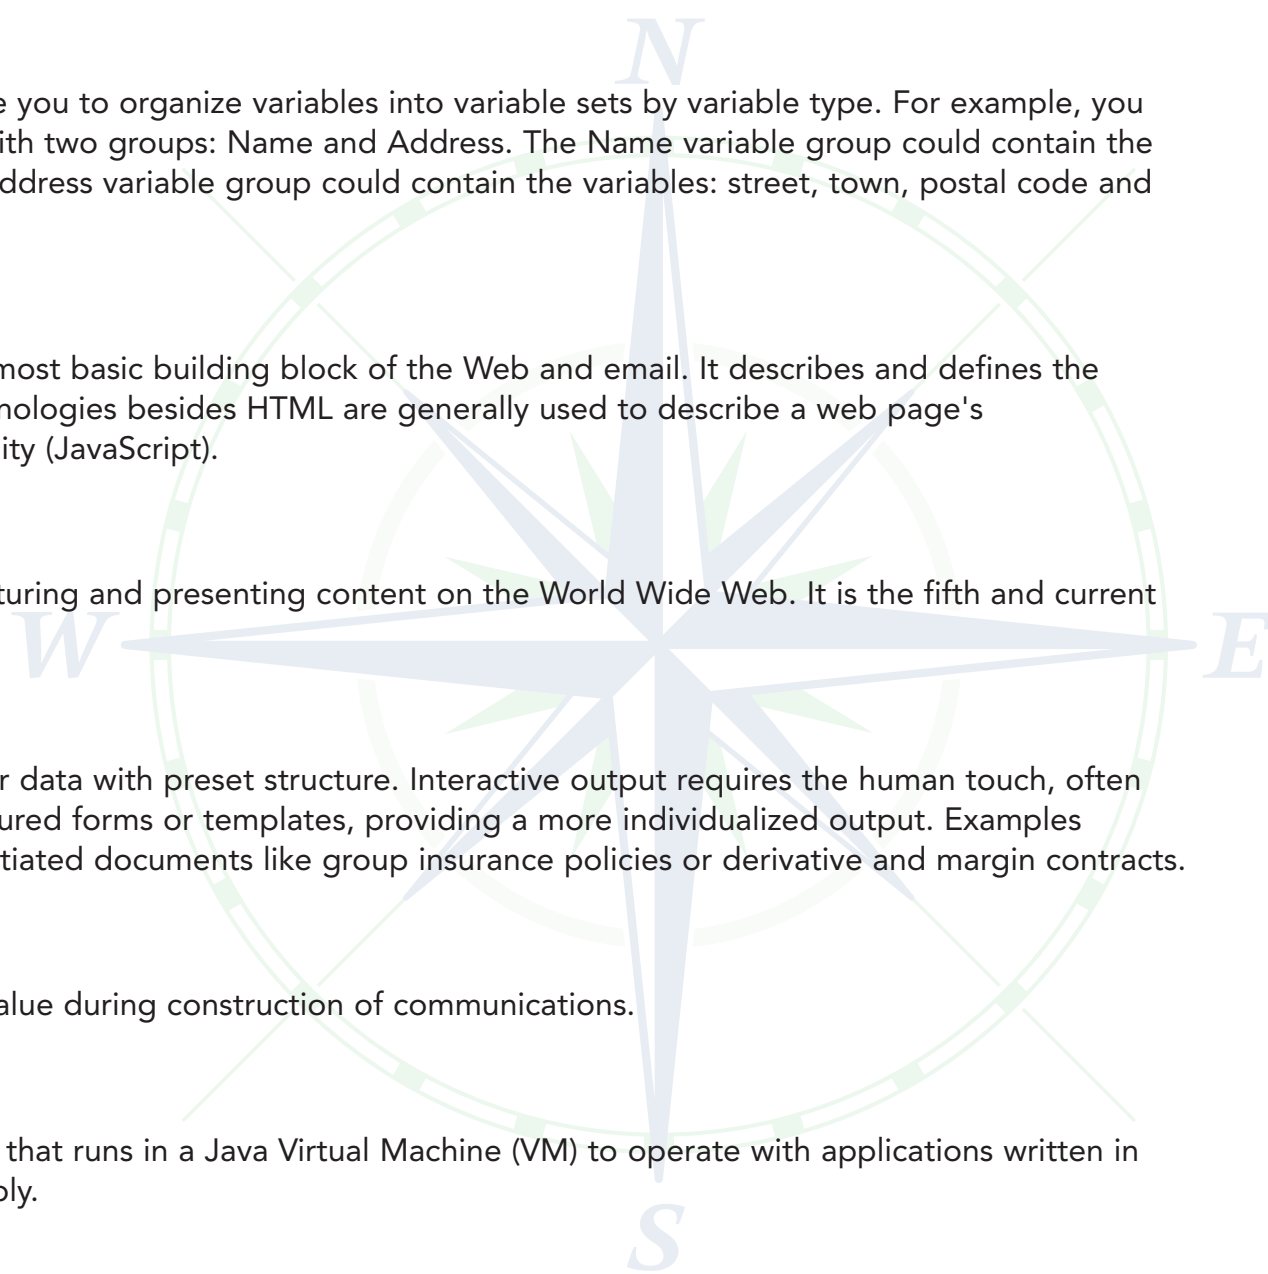 N
e you to organize variables into variable sets by variable type. For example, you
ith two groups: Name and Address. The Name variable group could contain the
ddress variable group could contain the variables: street, town, postal code and
most basic building block of the Web and email. It describes and defines the
nologies besides HTML are generally used to describe a web page's
ity (JavaScript).
turing and presenting content on the World Wide Web. It is the fifth and current
W
E
r data with preset structure. Interactive output requires the human touch, often
ured forms or templates, providing a more individualized output. Examples
tiated documents like group insurance policies or derivative and margin contracts.
alue during construction of communications.
that runs in a Java Virtual Machine (VM) to operate with applications written in
bly.
S